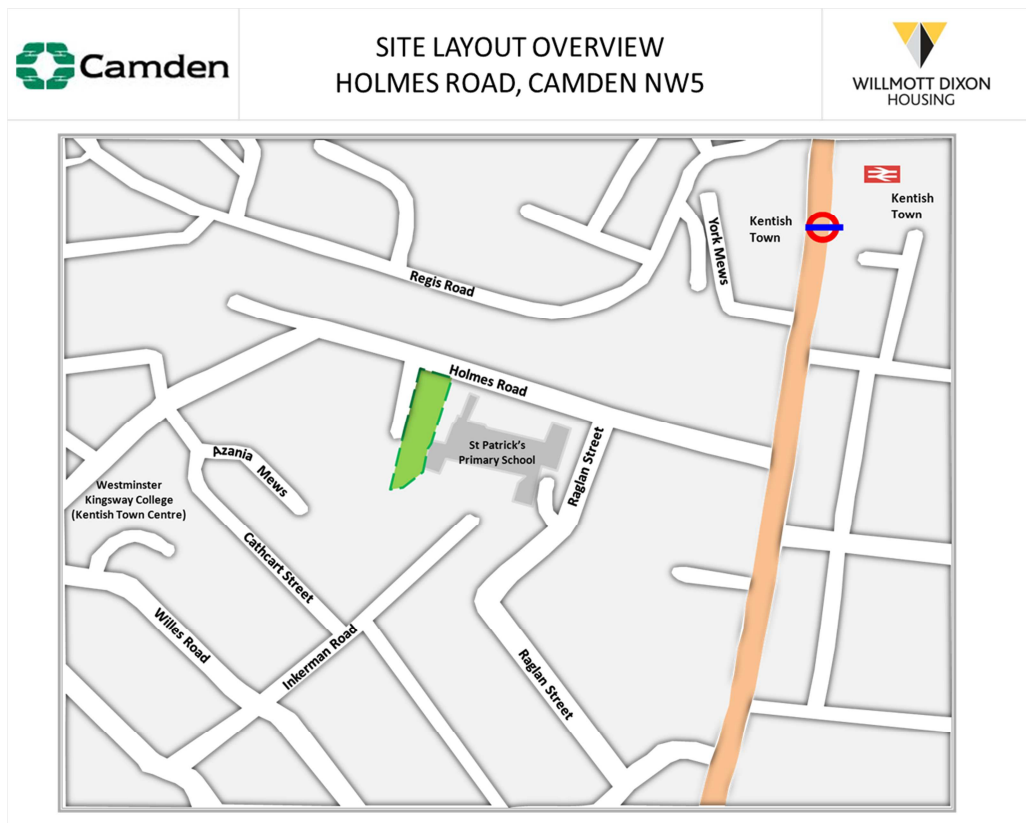 Camden
SITE LAYOUT OVERVIEW
HOLMES ROAD, CAMDEN NW5
WILLMOTT DIXON
HOUSING
Kentish
Town
Kentish
Town
York Mews
Regis Road
Holmes Road
St Patrick's
Primary School
Raglan Street
Azania Mews
Westminster
Kingsway College
(Kentish Town Centre)
Cathcart Street
Willes Road
Inkerman Road
Raglan Street